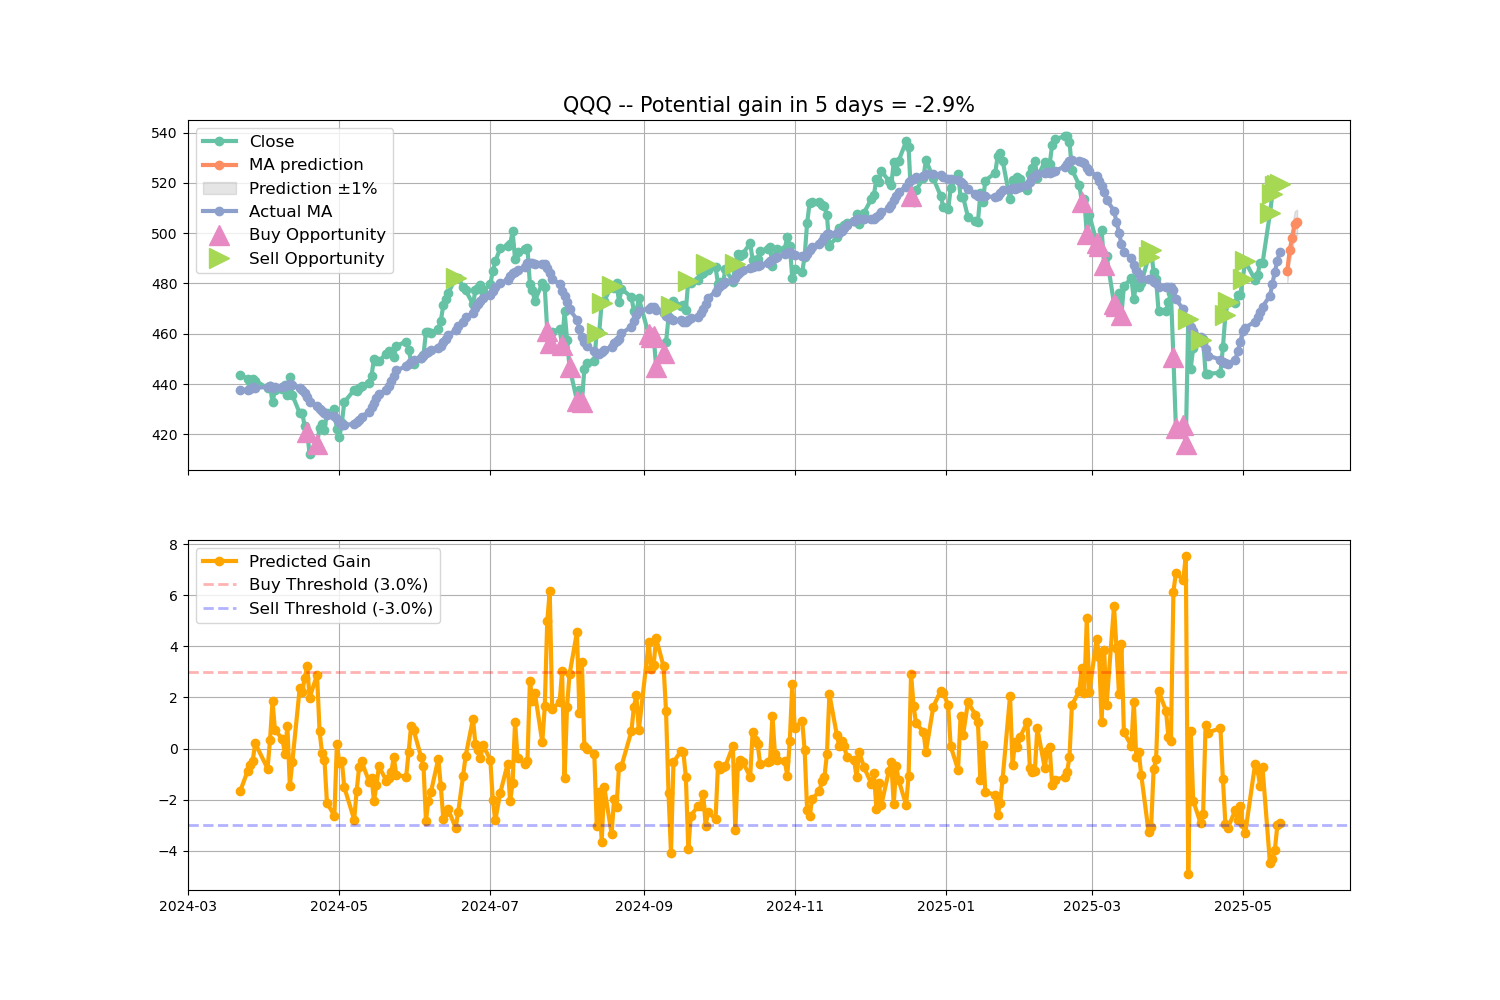 QQQ -- Potential gain in 5 days = -2.9%
540
520
500
480
460
440
420
Close
MA prediction
Prediction ±1%
Actual MA
Buy Opportunity
Sell Opportunity
8
6
4
2
0
−2
−4
Predicted Gain
Buy Threshold (3.0%)
Sell Threshold (-3.0%)
2024-03
2024-05
2024-07
2024-09
2024-11
2025-01
2025-03
2025-05